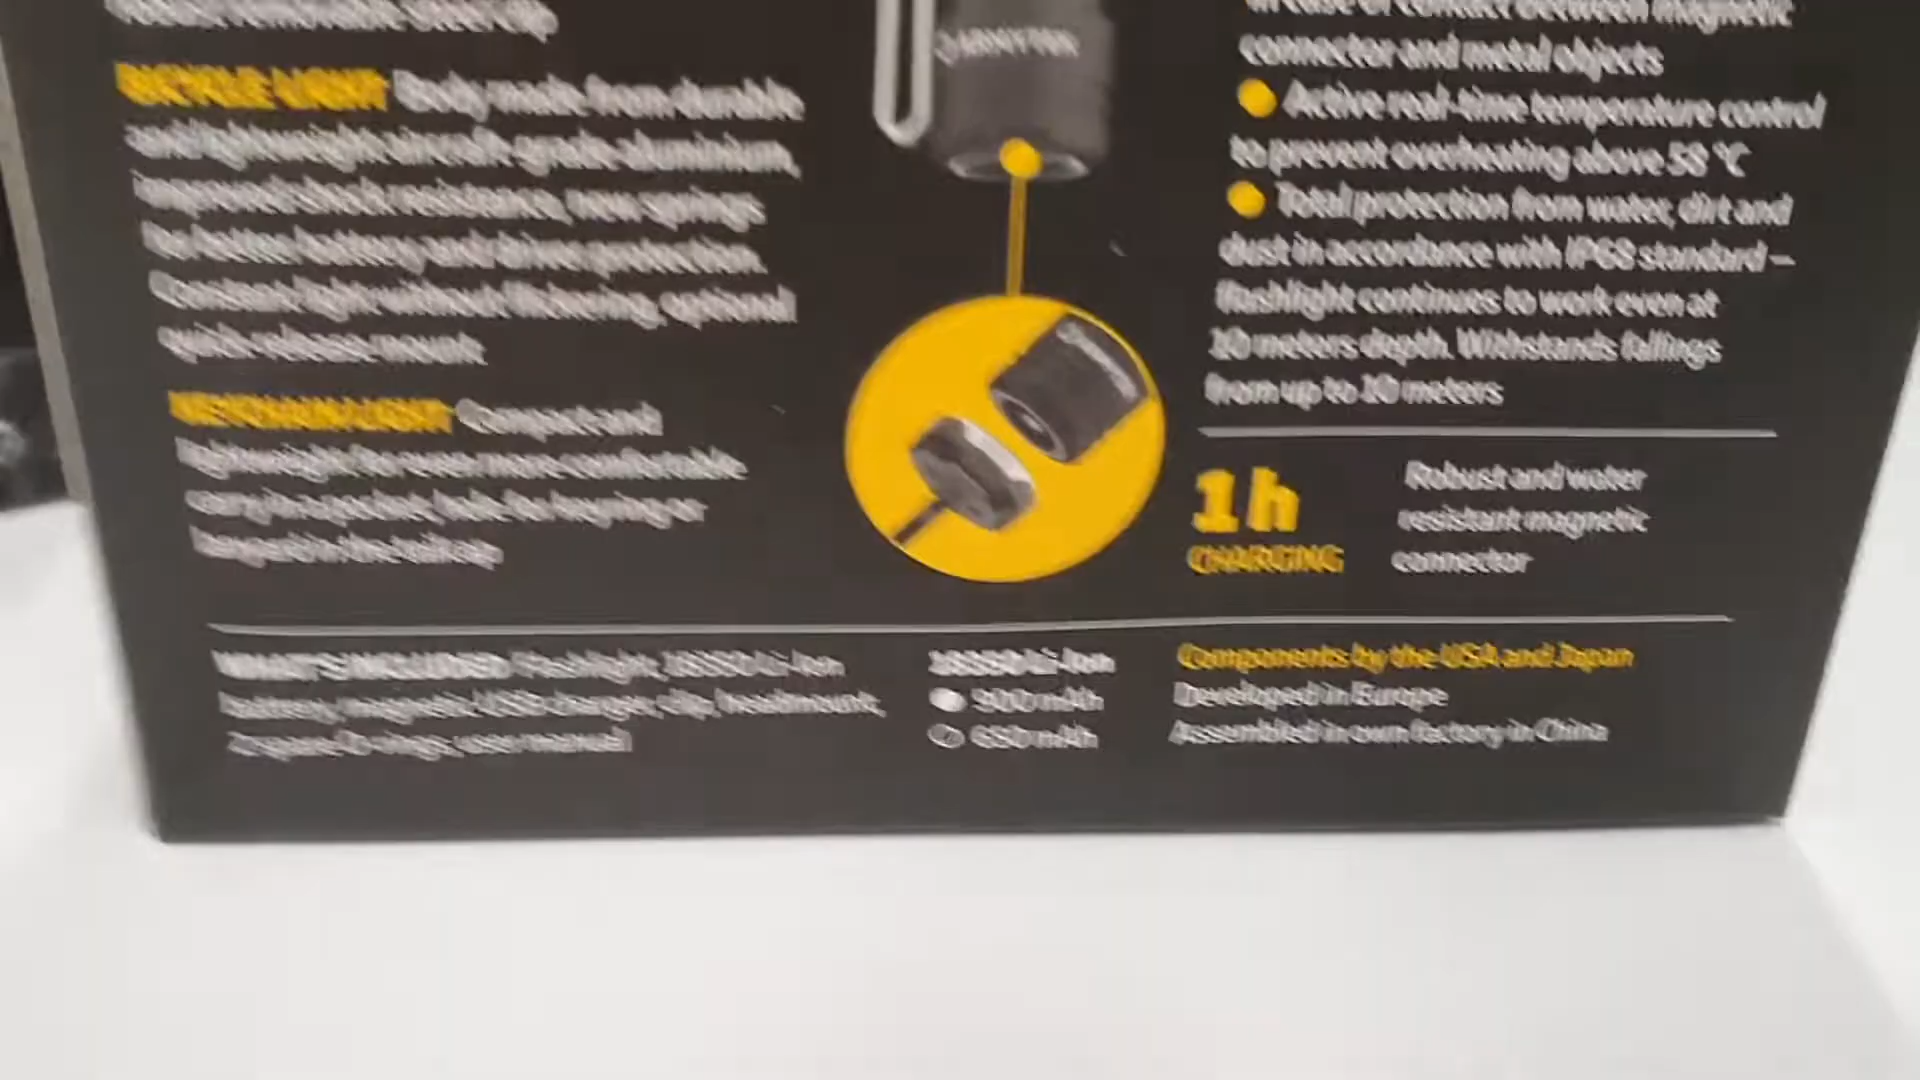 BICYCLE LIGHT Body made from durable
and lightweight aircraft-grade aluminium,
improved shock resistance, new springs
for better battery and driver protection.
Constant light without flickering, optional
quick-release mount
KEYCHAIN LIGHT Compact and
lightweight for even more comfortable
carry in a pocket, hole for keyring or
lanyard in the tailcap
ARMYTEK
in case of contact between magnetic
connector and metal objects
Active real-time temperature control
to prevent overheating above 58 °C
Total protection from water, dirt and
dust in accordance with IP68 standard –
flashlight continues to work even at
10 meters depth. Withstands fallings
from up to 10 meters
1h
CHARGING
Robust and water
resistant magnetic
connector
WHAT'S INCLUDED Flashlight, 18350 Li-Ion
battery, magnetic USB charger, clip, headmount,
2 spare O-rings, user manual
18350 Li-Ion
900 mAh
650 mAh
Components by the USA and Japan
Developed in Europe
Assembled in own factory in China